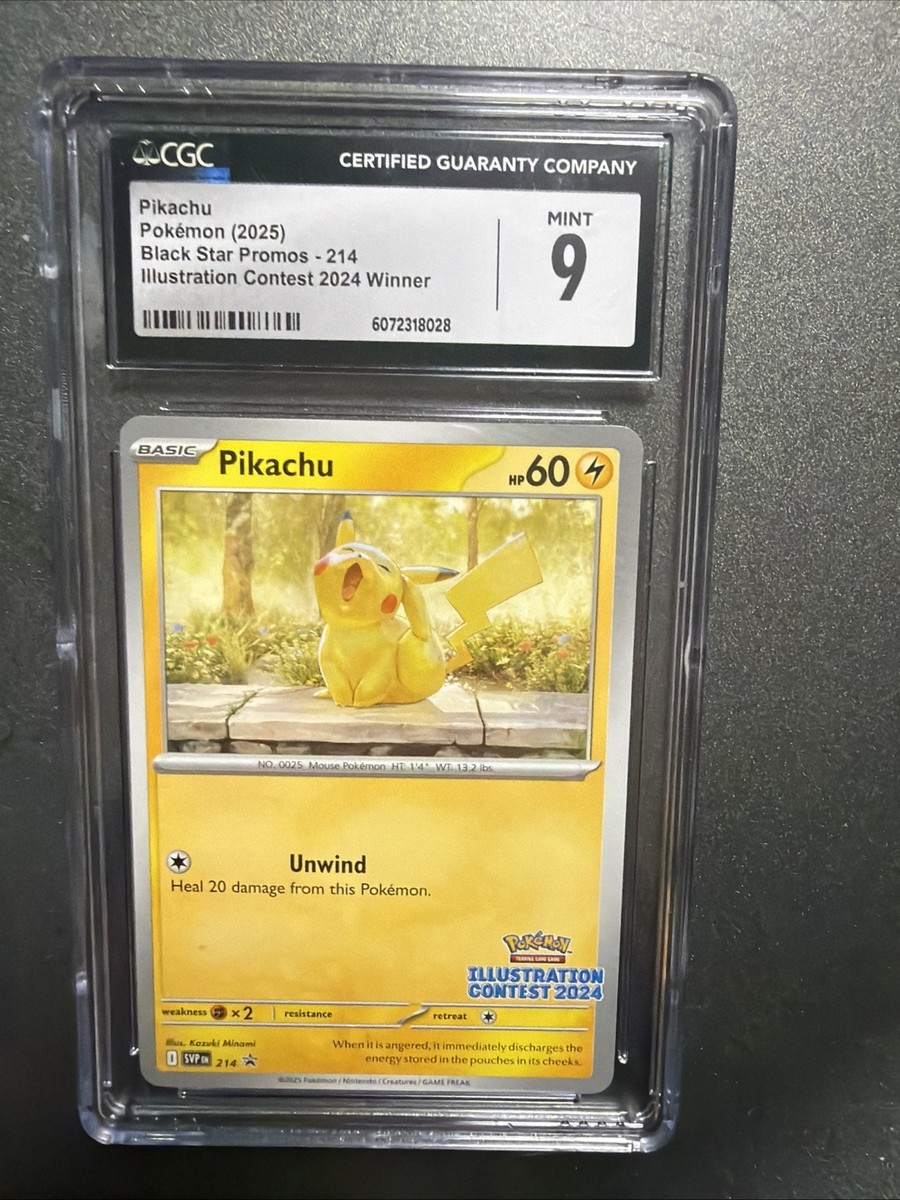 CGC
CERTIFIED GUARANTY COMPANY
Pikachu
Pokémon (2025)
Black Star Promos - 214
Illustration Contest 2024 Winner
MINT
9
6072318028
BASIC
Pikachu
HP60
NO. 0025 Mouse Pokémon HT: 1'4" WT: 13.2 lbs.
Unwind
Heal 20 damage from this Pokémon.
POKéMON
TRADING CARD GAME
ILLUSTRATION
CONTEST 2024
weakness ×2 resistance retreat
Illus. Kazuki Minami
SVP EN 214
When it is angered, it immediately discharges the
energy stored in the pouches in its cheeks.
©2025 Pokémon / Nintendo / Creatures / GAME FREAK